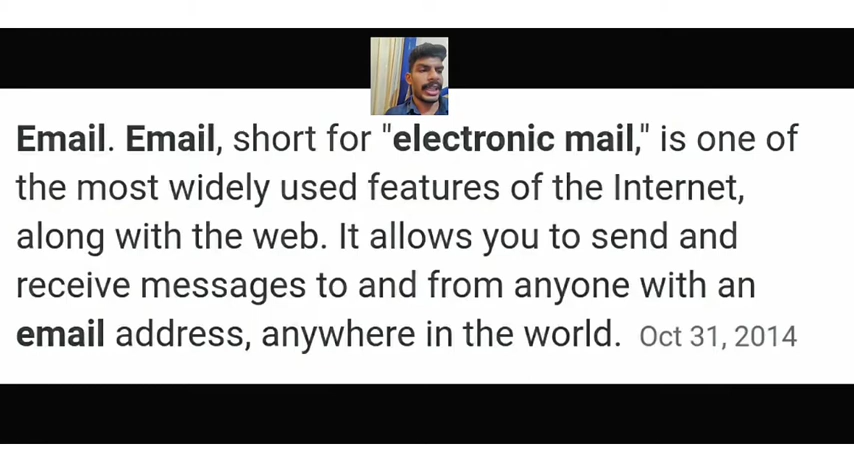 Email. Email, short for "electronic mail," is one of
the most widely used features of the Internet,
along with the web. It allows you to send and
receive messages to and from anyone with an
email address, anywhere in the world. Oct 31, 2014